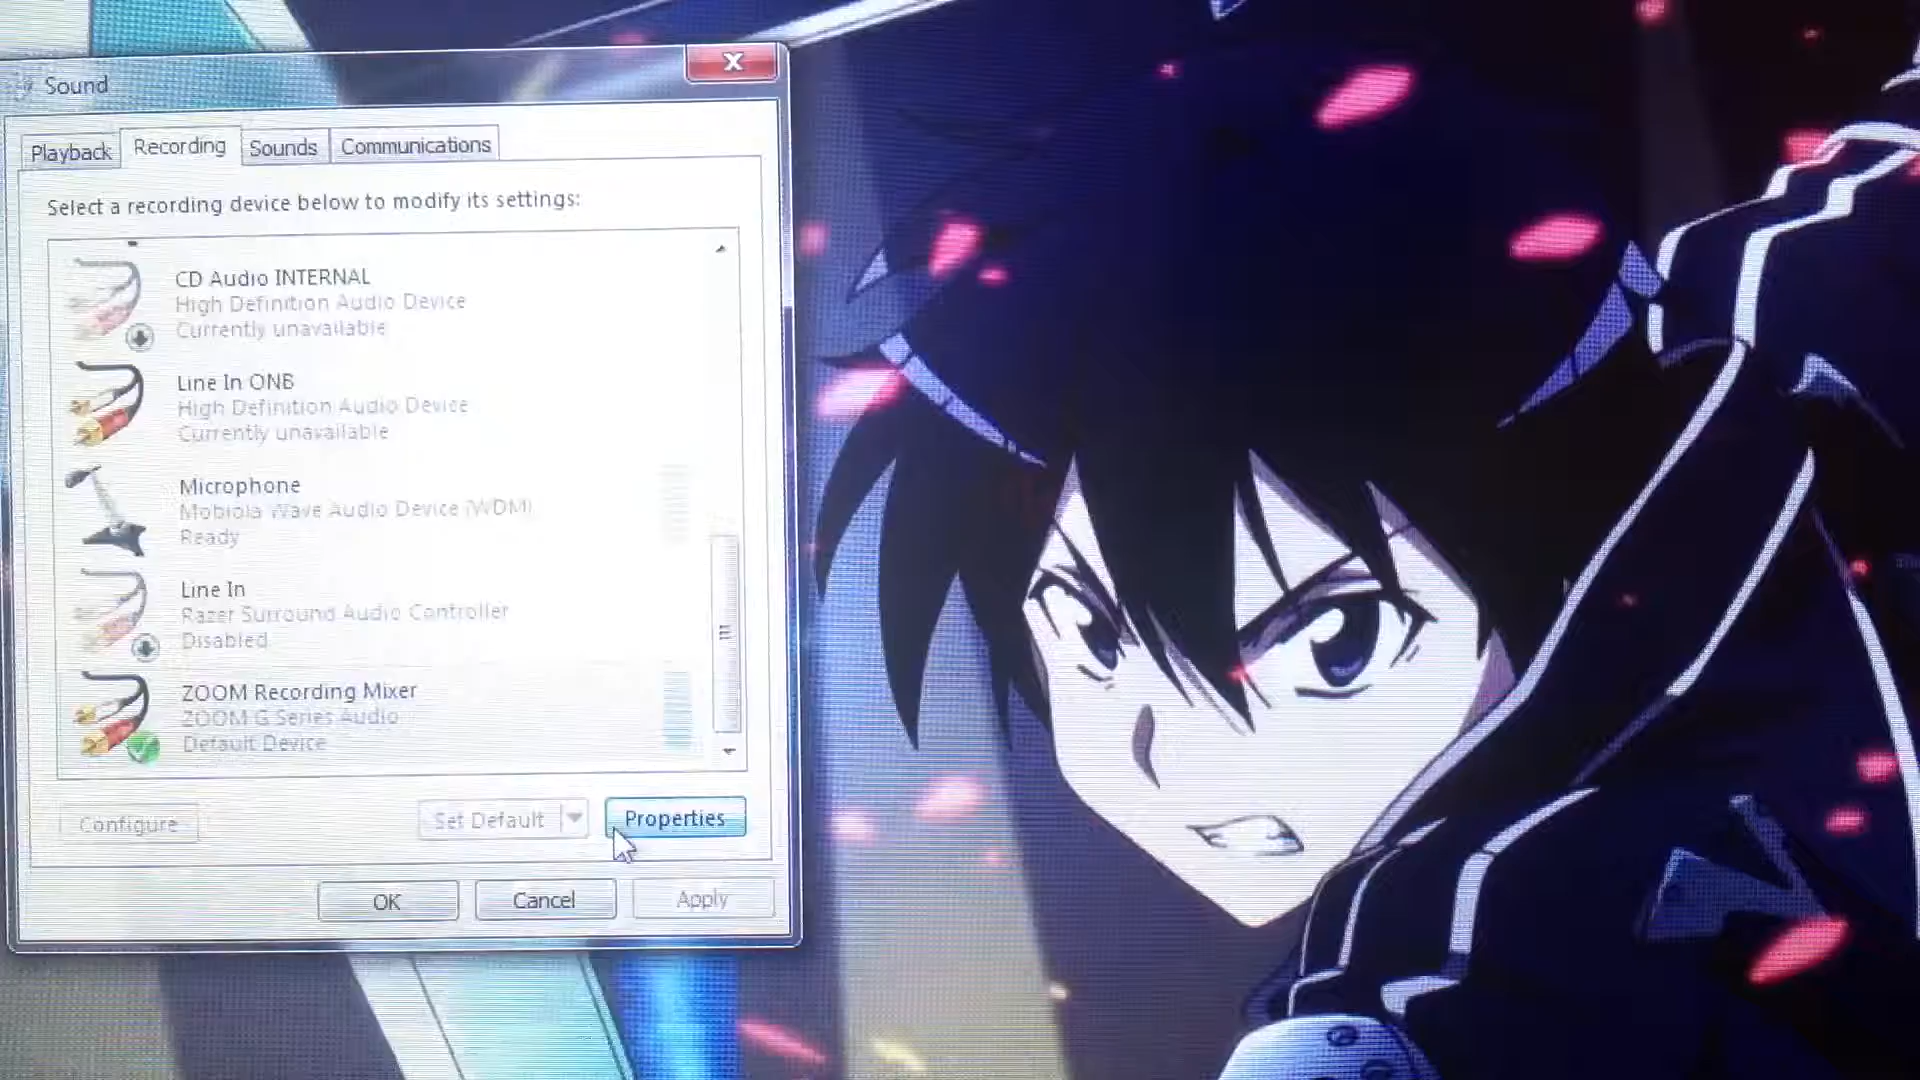 Sound
Playback
Recording
Sounds
Communications
Select a recording device below to modify its settings:
CD Audio INTERNAL
High Definition Audio Device
Currently unavailable
Line In ONB
High Definition Audio Device
Currently unavailable
Microphone
Mobiola Wave Audio Device (WDM)
Ready
Line In
Razer Surround Audio Controller
Disabled
ZOOM Recording Mixer
ZOOM G Series Audio
Default Device
Configure
Set Default
Properties
OK
Cancel
Apply